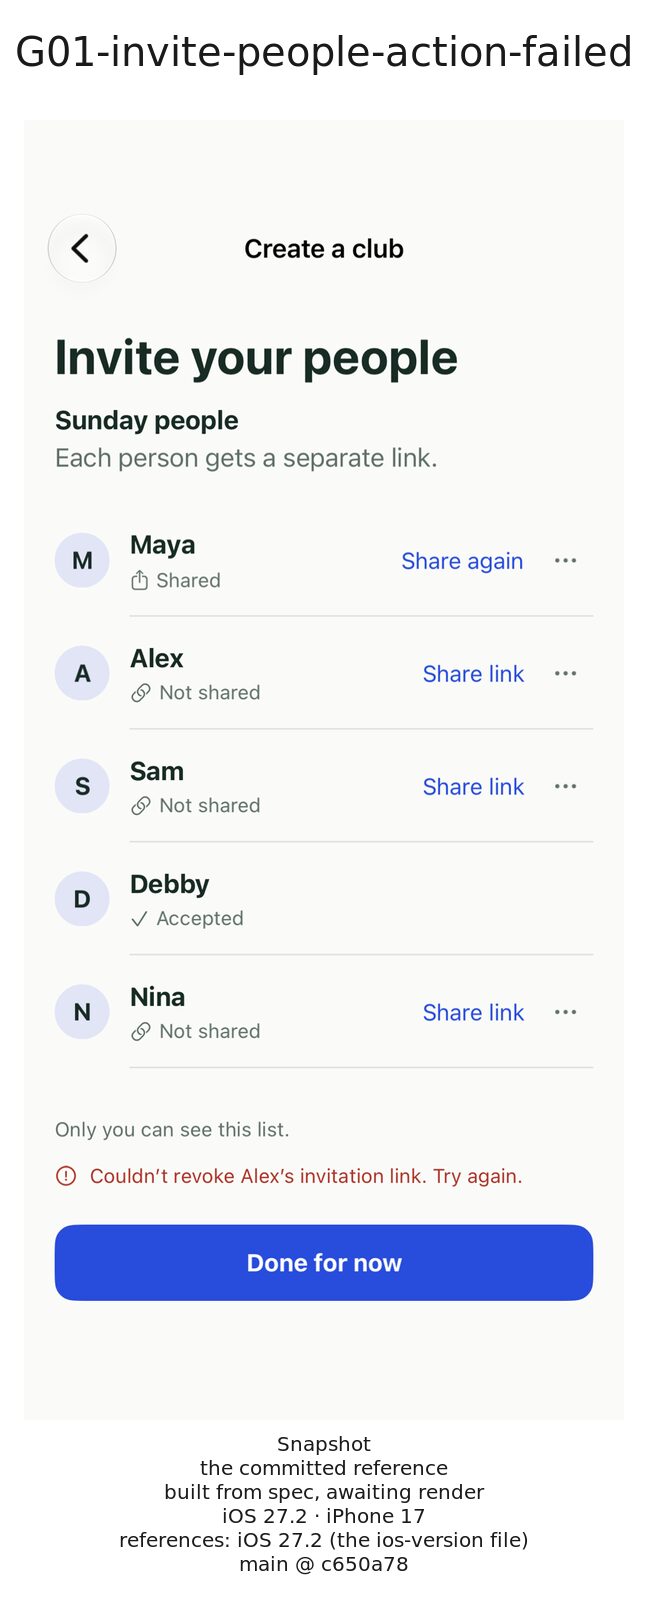 G01-invite-people-action-failed
Create a club
Invite your people
Sunday people
Each person gets a separate link.
M
Maya
Shared
Share again
A
Alex
Not shared
Share link
S
Sam
Not shared
Share link
D
Debby
Accepted
N
Nina
Not shared
Share link
Only you can see this list.
Couldn’t revoke Alex’s invitation link. Try again.
Done for now
Snapshot
the committed reference
built from spec, awaiting render
iOS 27.2 · iPhone 17
references: iOS 27.2 (the ios-version file)
main @ c650a78